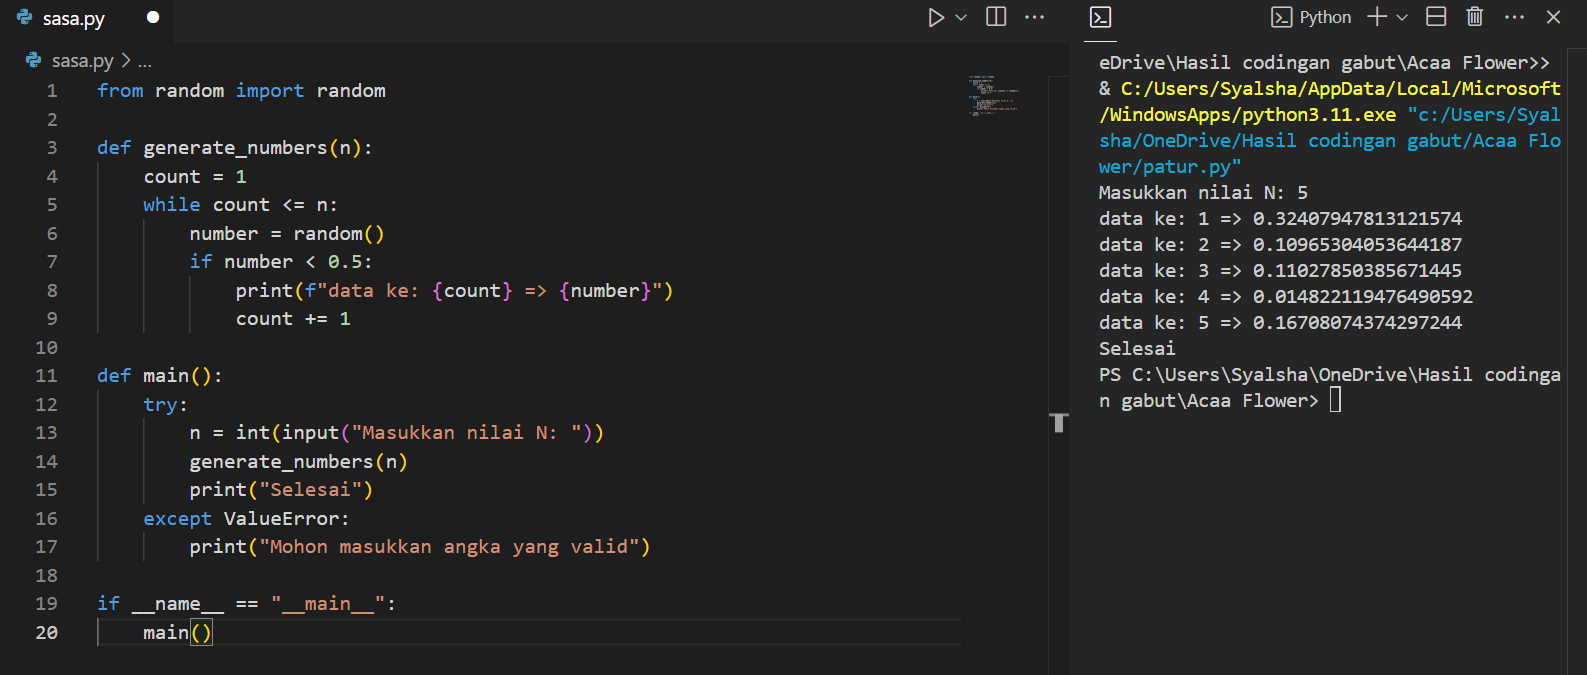 sasa.py
sasa.py > ...
1 from random import random
2
3 def generate_numbers(n):
4     count = 1
5     while count <= n:
6         number = random()
7         if number < 0.5:
8             print(f"data ke: {count} => {number}")
9             count += 1
10
11 def main():
12     try:
13         n = int(input("Masukkan nilai N: "))
14         generate_numbers(n)
15         print("Selesai")
16     except ValueError:
17         print("Mohon masukkan angka yang valid")
18
19 if __name__ == "__main__":
20     main()
Python
eDrive\Hasil codingan gabut\Acaa Flower>>
& C:/Users/Syalsha/AppData/Local/Microsoft
/WindowsApps/python3.11.exe "c:/Users/Syal
sha/OneDrive/Hasil codingan gabut/Acaa Flo
wer/patur.py"
Masukkan nilai N: 5
data ke: 1 => 0.32407947813121574
data ke: 2 => 0.10965304053644187
data ke: 3 => 0.11027850385671445
data ke: 4 => 0.014822119476490592
data ke: 5 => 0.16708074374297244
Selesai
PS C:\Users\Syalsha\OneDrive\Hasil codinga
n gabut\Acaa Flower>